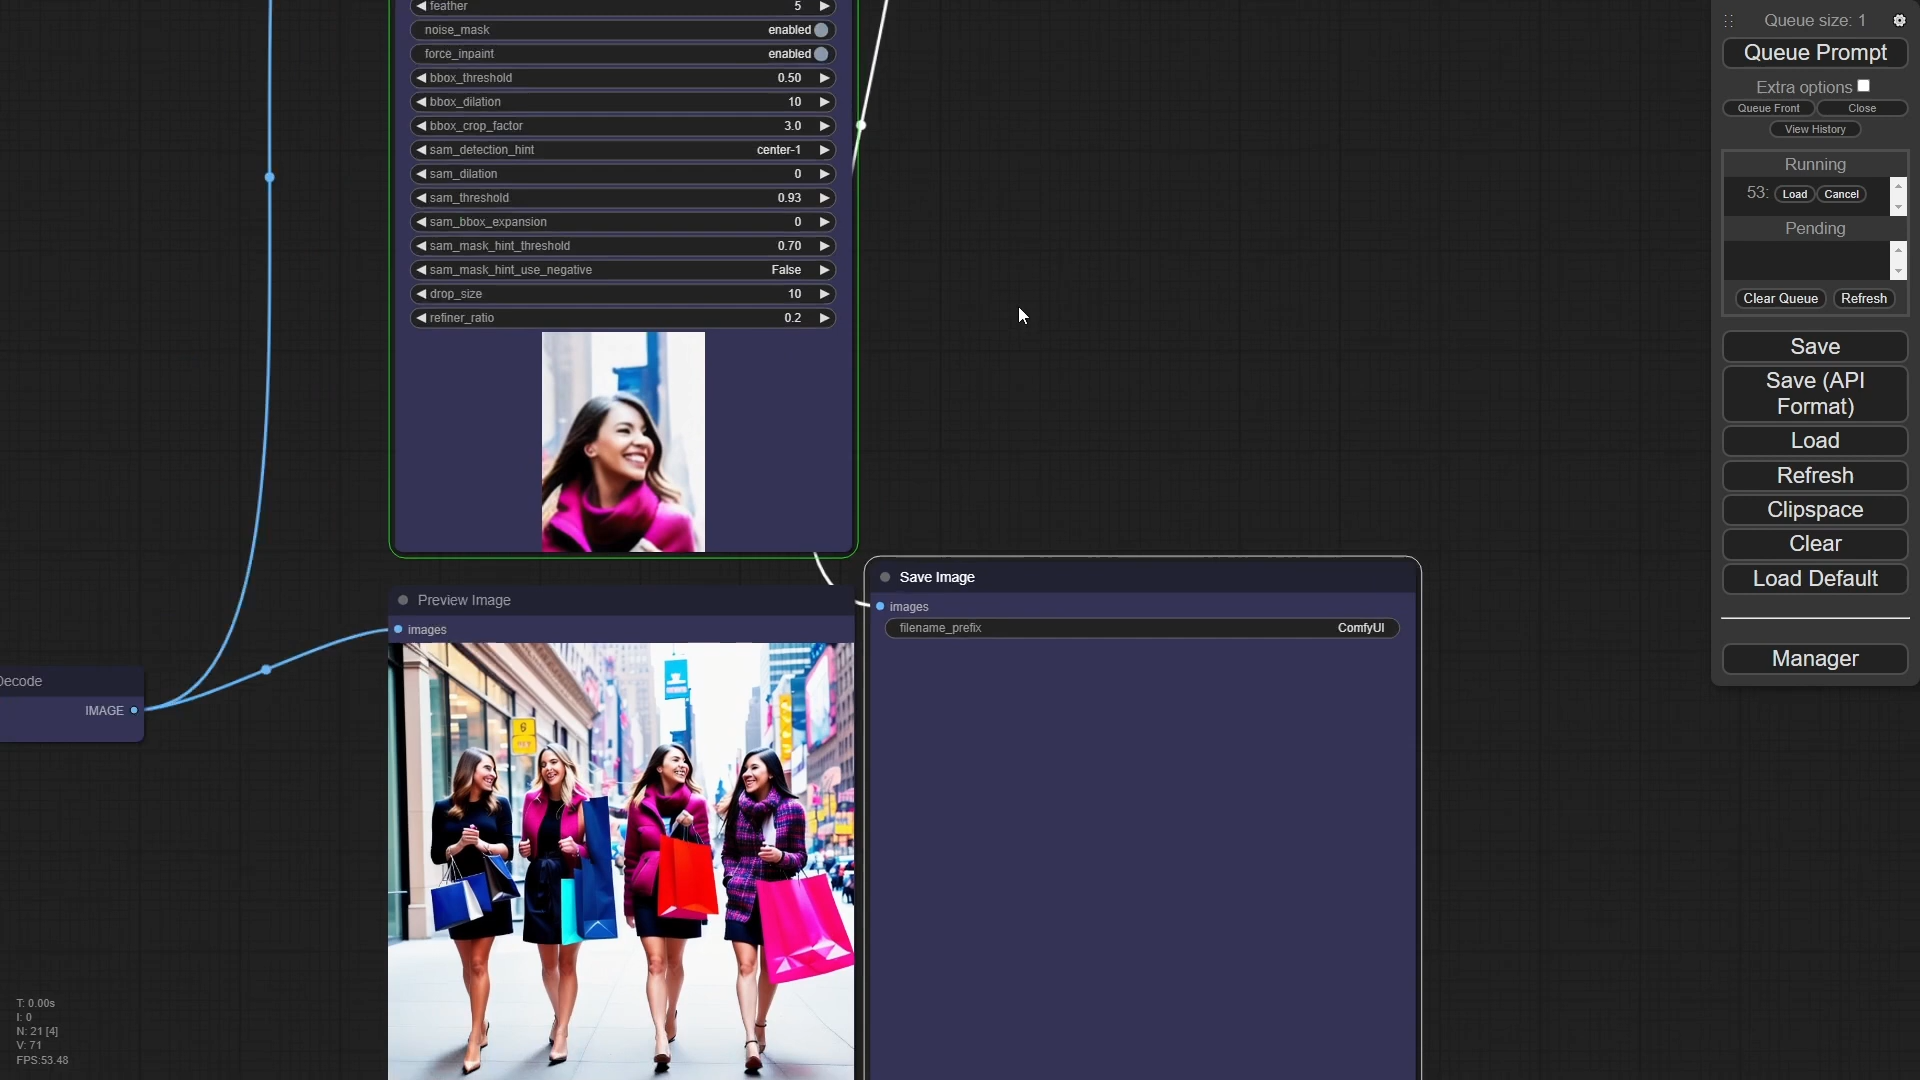 feather 5
noise_mask enabled
force_inpaint enabled
bbox_threshold 0.50
bbox_dilation 10
bbox_crop_factor 3.0
sam_detection_hint center-1
sam_dilation 0
sam_threshold 0.93
sam_bbox_expansion 0
sam_mask_hint_threshold 0.70
sam_mask_hint_use_negative False
drop_size 10
refiner_ratio 0.2
Preview Image
images
Decode
IMAGE
Save Image
images
filename_prefix ComfyUI
6
T: 0.00s
I: 0
N: 21 [4]
V: 71
FPS:53.48
Queue size: 1
Queue Prompt
Extra options
Queue Front Close
View History
Running
53: Load Cancel
Pending
Clear Queue Refresh
Save
Save (API
Format)
Load
Refresh
Clipspace
Clear
Load Default
Manager